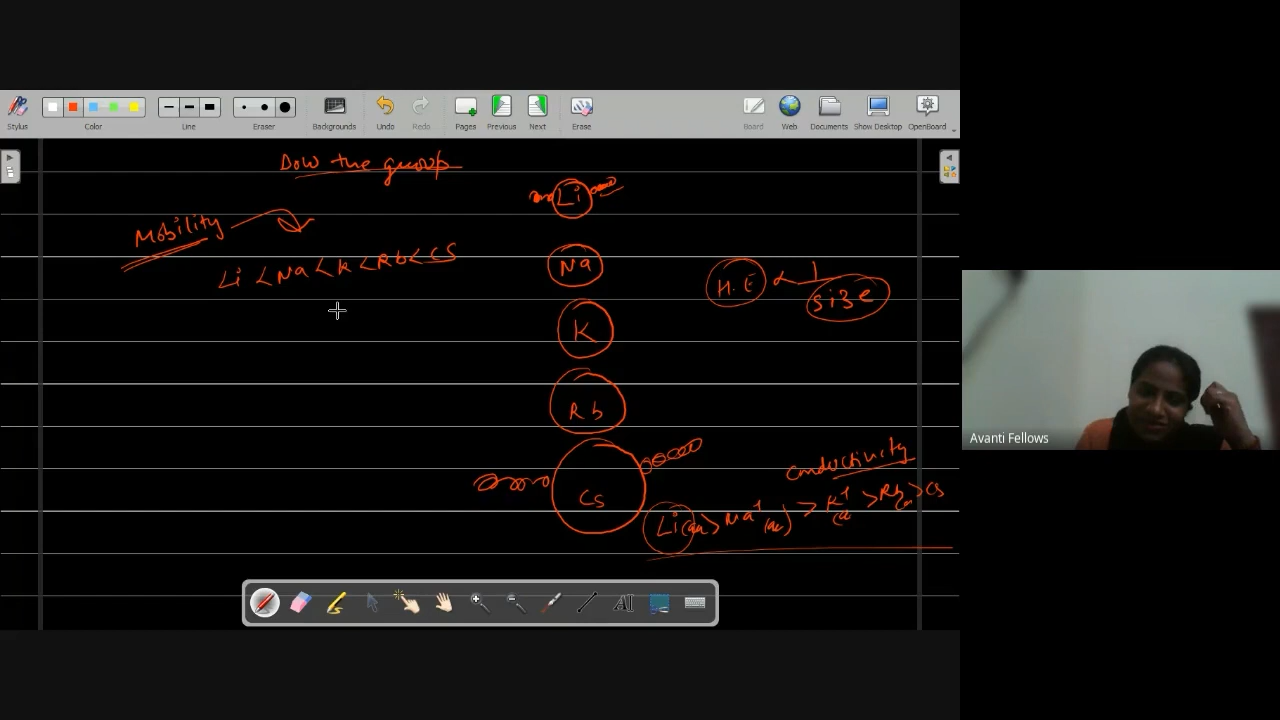 Stylus
Color
Line
Eraser
Backgrounds
Undo
Redo
Pages
Previous
Next
Erase
Board
Web
Documents
Show Desktop
OpenBoard
Dow the group
Mobility
Li < Na < K < Rb < CS
Li
Na
K
Rb
Cs
H.E ∝ 1/size
Conductivity
Li(aq) > Na+(aq) > K+ > Rb > Cs
Avanti Fellows
AI